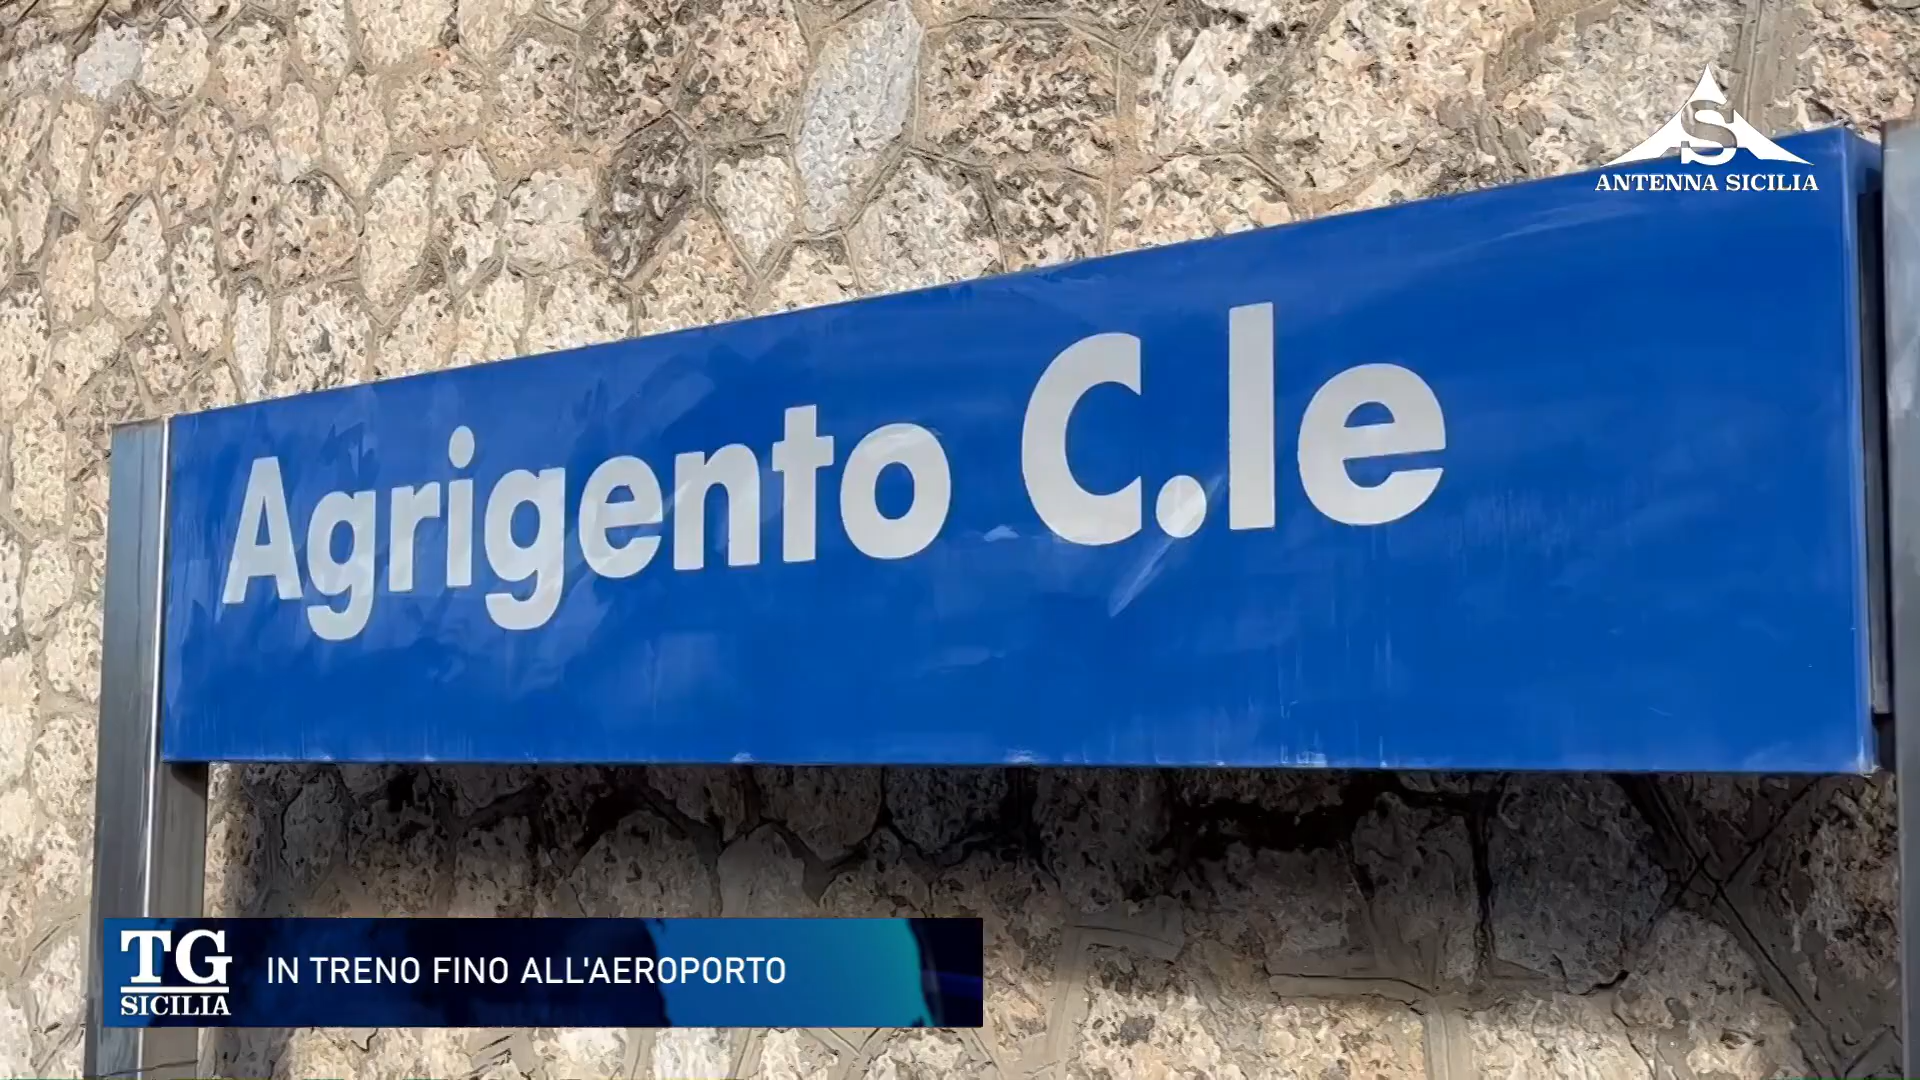 S
ANTENNA SICILIA
Agrigento C.le
TG
SICILIA
IN TRENO FINO ALL'AEROPORTO